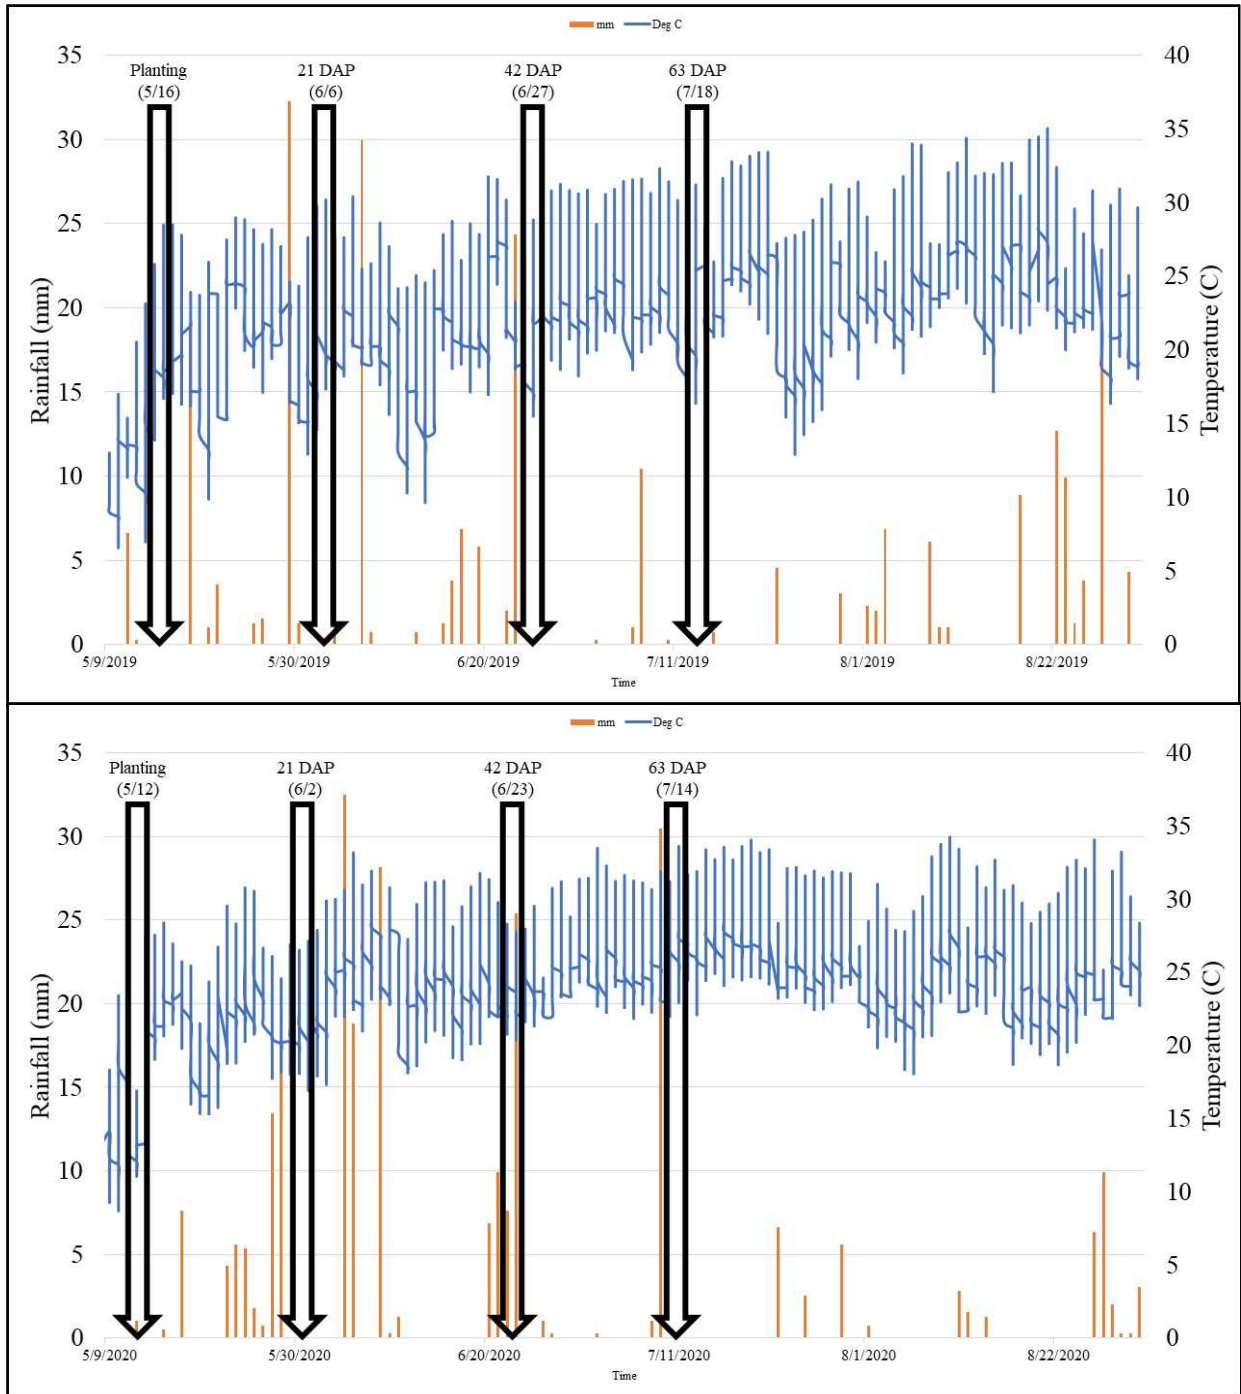 mm Deg C
35 40
Planting 21 DAP 42 DAP 63 DAP
(5/16) (6/6) (6/27) (7/18)
35
30
30
25
25
20
20
15
15
10
10
5
5
0 0
Rainfall (mm)
Temperature (C)
5/9/2019 5/30/2019 6/20/2019 7/11/2019 8/1/2019 8/22/2019
Time
mm Deg C
35 40
Planting 21 DAP 42 DAP 63 DAP
(5/12) (6/2) (6/23) (7/14)
35
30
30
25
25
20
20
15
15
10
10
5
5
0 0
Rainfall (mm)
Temperature (C)
5/9/2020 5/30/2020 6/20/2020 7/11/2020 8/1/2020 8/22/2020
Time